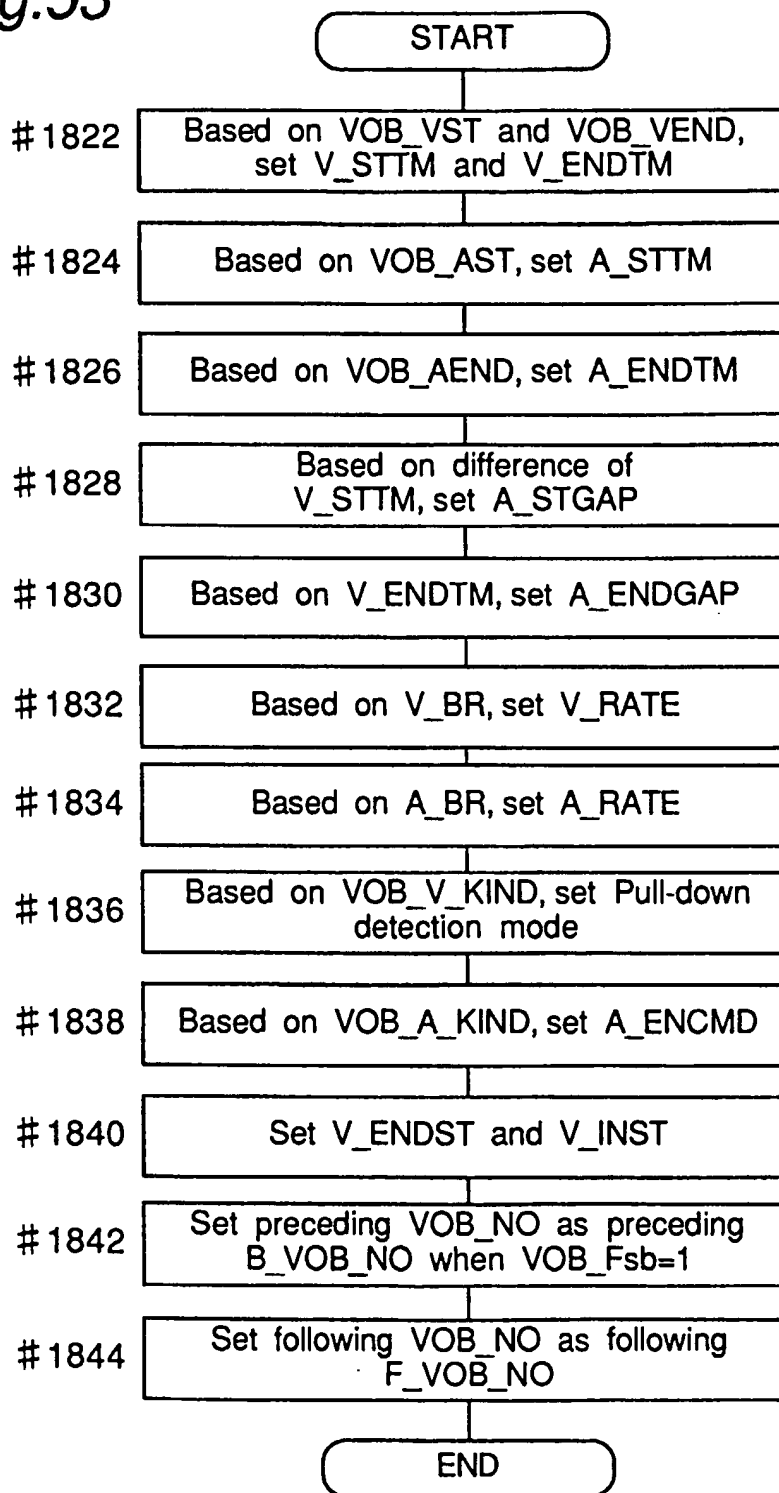 g.53
START
#1822 Based on VOB_VST and VOB_VEND,
set V_STTM and V_ENDTM
#1824 Based on VOB_AST, set A_STTM
#1826 Based on VOB_AEND, set A_ENDTM
#1828 Based on difference of
V_STTM, set A_STGAP
#1830 Based on V_ENDTM, set A_ENDGAP
#1832 Based on V_BR, set V_RATE
#1834 Based on A_BR, set A_RATE
#1836 Based on VOB_V_KIND, set Pull-down
detection mode
#1838 Based on VOB_A_KIND, set A_ENCMD
#1840 Set V_ENDST and V_INST
#1842 Set preceding VOB_NO as preceding
B_VOB_NO when VOB_Fsb=1
#1844 Set following VOB_NO as following
F_VOB_NO
END